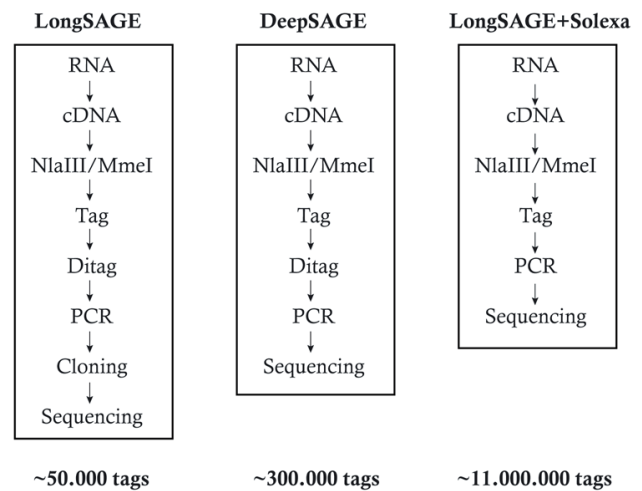 LongSAGE
RNA
cDNA
NlaIII/MmeI
Tag
Ditag
PCR
Cloning
Sequencing
~50.000 tags
DeepSAGE
RNA
cDNA
NlaIII/MmeI
Tag
Ditag
PCR
Sequencing
~300.000 tags
LongSAGE+Solexa
RNA
cDNA
NlaIII/MmeI
Tag
PCR
Sequencing
~11.000.000 tags